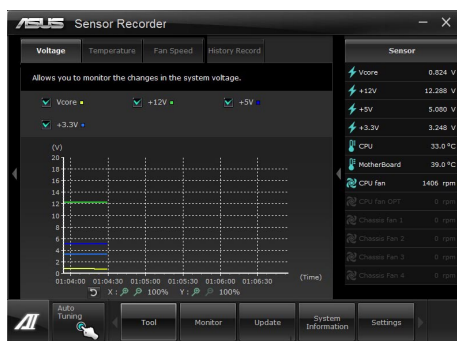 ASUS Sensor Recorder
Voltage Temperature Fan Speed History Record
Allows you to monitor the changes in the system voltage.
Vcore +12V +5V
+3.3V
(V)
20
18
16
14
12
10
8
6
4
2
0
01:04:00 01:04:30 01:05:00 01:05:30 01:06:00 01:06:30 (Time)
X : 100% Y : 100%
Sensor
Vcore 0.824 V
+12V 12.288 V
+5V 5.080 V
+3.3V 3.248 V
CPU 33.0 ºC
MotherBoard 39.0 ºC
CPU fan 1406 rpm
CPU fan OPT 0 rpm
Chassis fan 1 0 rpm
Chassis Fan 2 0 rpm
Chassis Fan 3 0 rpm
Chassis Fan 4 0 rpm
Auto
Tuning
Tool
Monitor
Update
System
Information
Settings